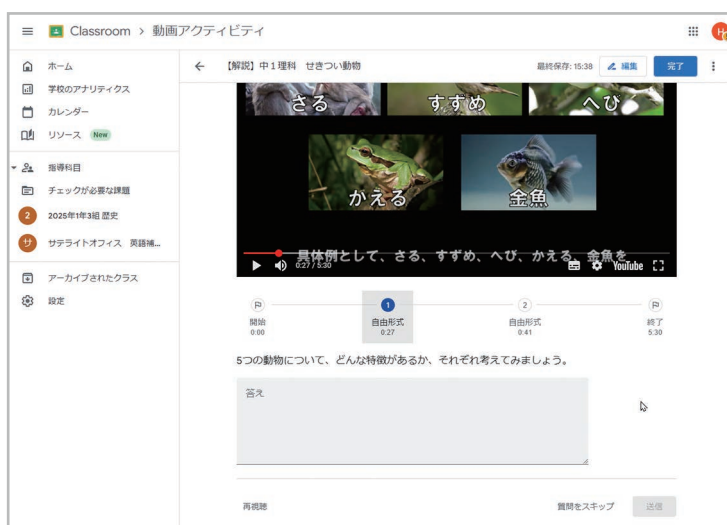 Classroom > 動画アクティビティ
ホーム
学校のアナリティクス
カレンダー
リソース New
指導科目
チェックが必要な課題
2 2025年1年3組 歴史
サ サテライトオフィス 英語補...
アーカイブされたクラス
設定
【解説】中1理科 せきつい動物
最終保存: 15:38 編集 完了
さる すずめ へび
かえる 金魚
具体例として、さる、すずめ、へび、かえる、金魚を
0:27 / 5:30 YouTube
開始 0:00
1 自由形式 0:27
2 自由形式 0:41
終了 5:30
5つの動物について、どんな特徴があるか、それぞれ考えてみましょう。
答え
再視聴 質問をスキップ 送信